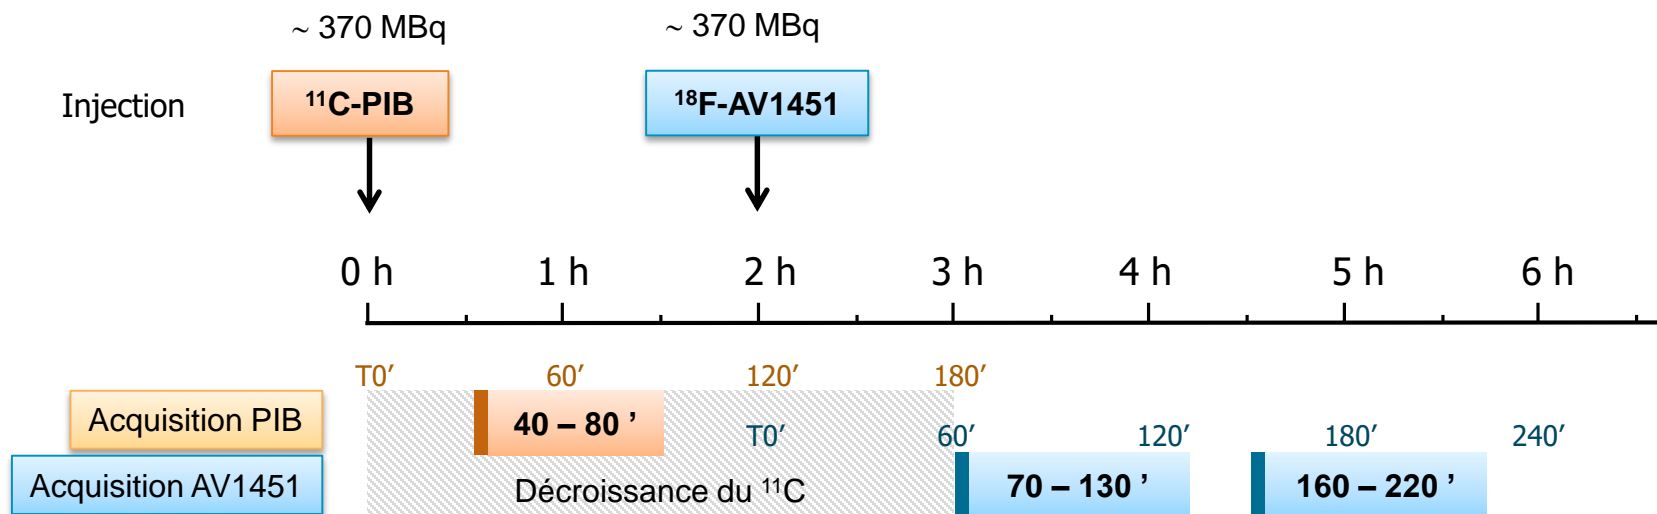 ~ 370 MBq ~ 370 MBq
Injection ¹¹C-PIB ¹⁸F-AV1451
0 h 1 h 2 h 3 h 4 h 5 h 6 h
T0′ 60′ 120′ 180′
Acquisition PIB 40 – 80 ’
T0′ 60′ 120′ 180′ 240′
Acquisition AV1451 Décroissance du ¹¹C 70 – 130 ’ 160 – 220 ’